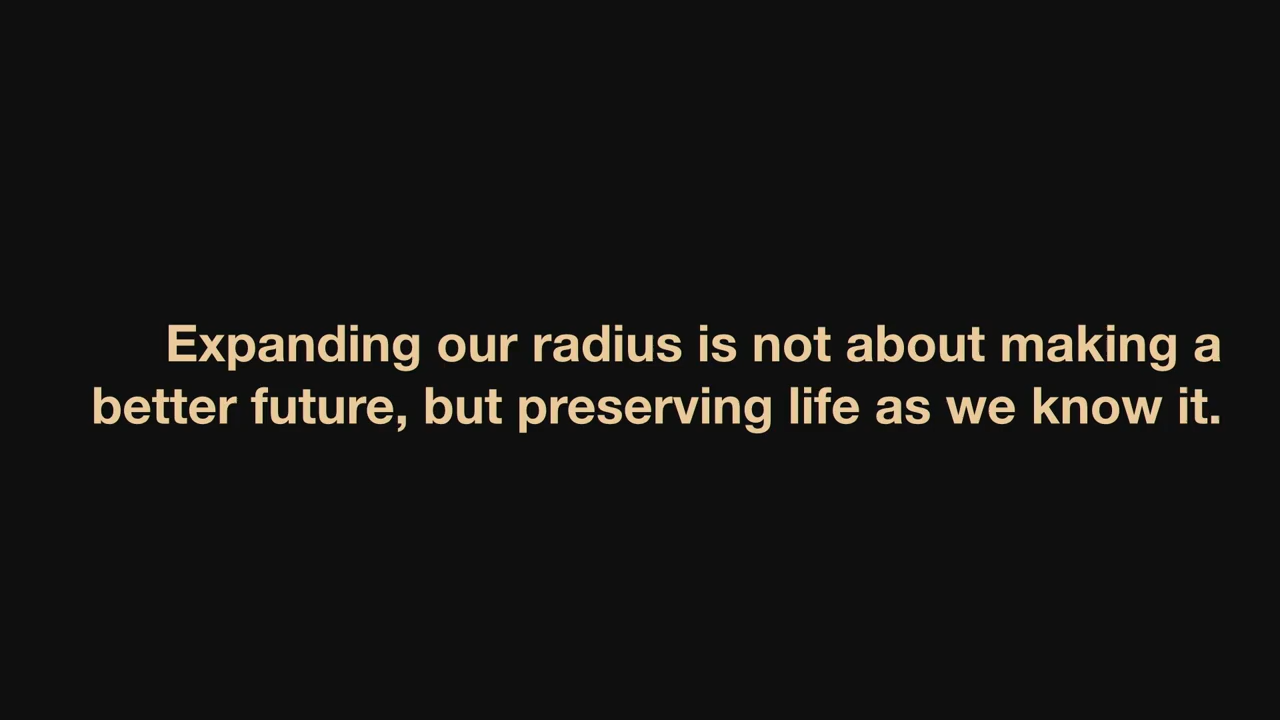 Expanding our radius is not about making a
better future, but preserving life as we know it.